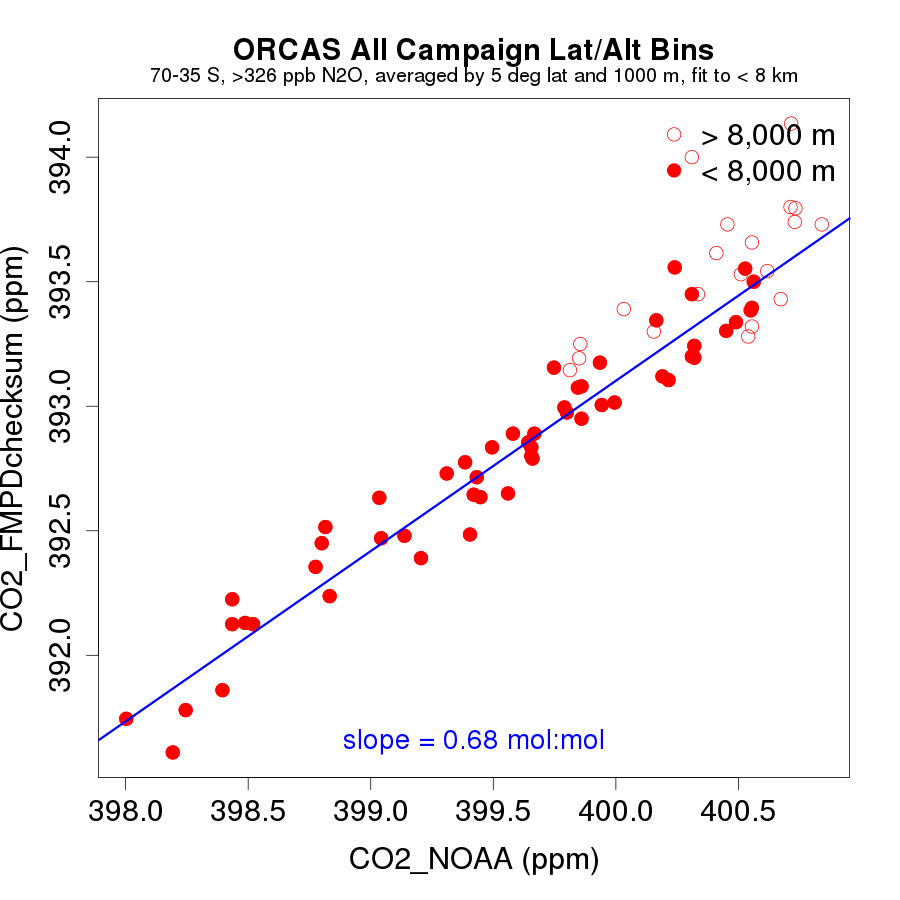 ORCAS All Campaign Lat/Alt Bins
70-35 S, >326 ppb N2O, averaged by 5 deg lat and 1000 m, fit to < 8 km
> 8,000 m
< 8,000 m
CO2_FMPDchecksum (ppm)
394.0
393.5
393.0
392.5
392.0
slope = 0.68 mol:mol
398.0 398.5 399.0 399.5 400.0 400.5
CO2_NOAA (ppm)